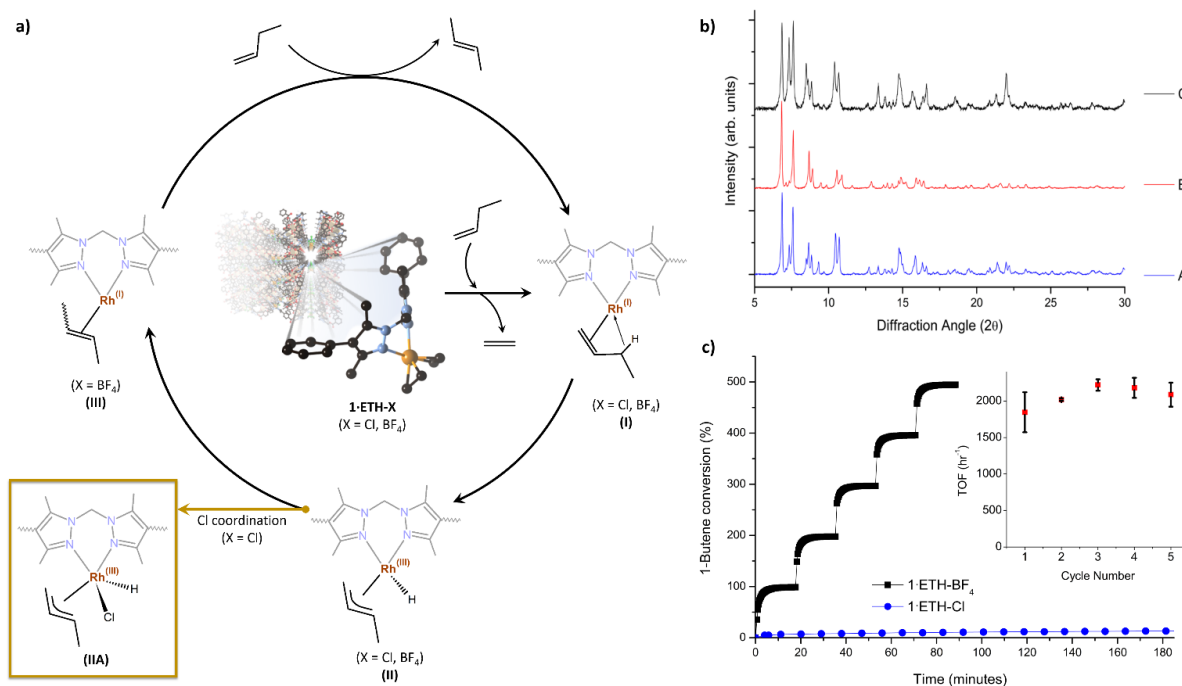 a)
N
N
N
N
Rh(I)
(X = BF4)
(III)
1·ETH-X
(X = Cl, BF4)
N
N
N
N
Rh(I)
H
(X = Cl, BF4)
(I)
Cl coordination
(X = Cl)
N
N
N
N
Rh(III)
H
Cl
(IIA)
N
N
N
N
Rh(III)
H
(X = Cl, BF4)
(II)
b)
Intensity (arb. units)
A
5 10 15 20 25 30
Diffraction Angle (2θ)
c)
1-Butene conversion (%)
500
400
300
200
100
0
0 20 40 60 80 100 120 140 160 180
Time (minutes)
1·ETH-BF4
1·ETH-Cl
TOF (hr-1)
2000
1500
1000
500
0
1 2 3 4 5
Cycle Number